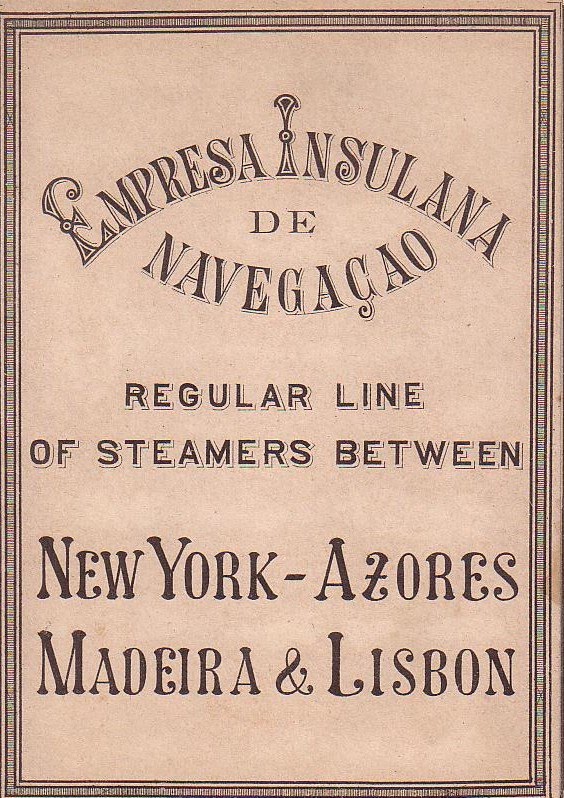 EMPRESA INSULANA
DE
NAVEGAÇAO
REGULAR LINE
OF STEAMERS BETWEEN
NEW YORK - AZORES
MADEIRA & LISBON